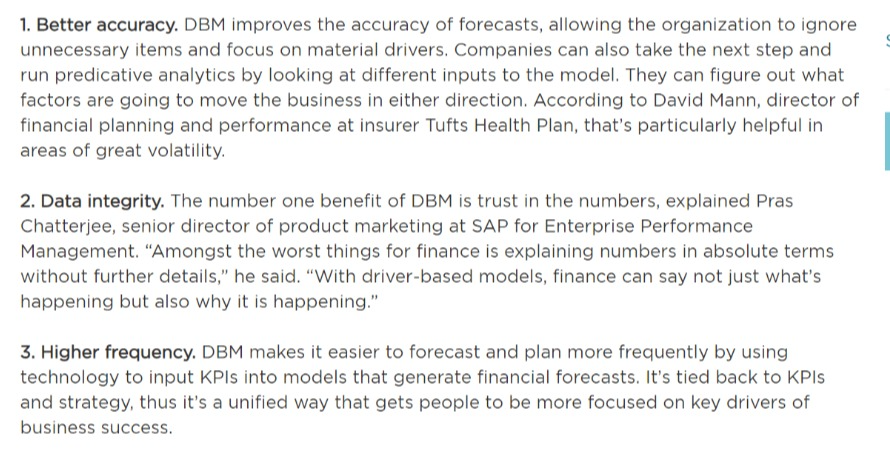 1. Better accuracy. DBM improves the accuracy of forecasts, allowing the organization to ignore
unnecessary items and focus on material drivers. Companies can also take the next step and
run predicative analytics by looking at different inputs to the model. They can figure out what
factors are going to move the business in either direction. According to David Mann, director of
financial planning and performance at insurer Tufts Health Plan, that's particularly helpful in
areas of great volatility.
2. Data integrity. The number one benefit of DBM is trust in the numbers, explained Pras
Chatterjee, senior director of product marketing at SAP for Enterprise Performance
Management. “Amongst the worst things for finance is explaining numbers in absolute terms
without further details,” he said. “With driver-based models, finance can say not just what's
happening but also why it is happening.”
3. Higher frequency. DBM makes it easier to forecast and plan more frequently by using
technology to input KPIs into models that generate financial forecasts. It's tied back to KPIs
and strategy, thus it's a unified way that gets people to be more focused on key drivers of
business success.